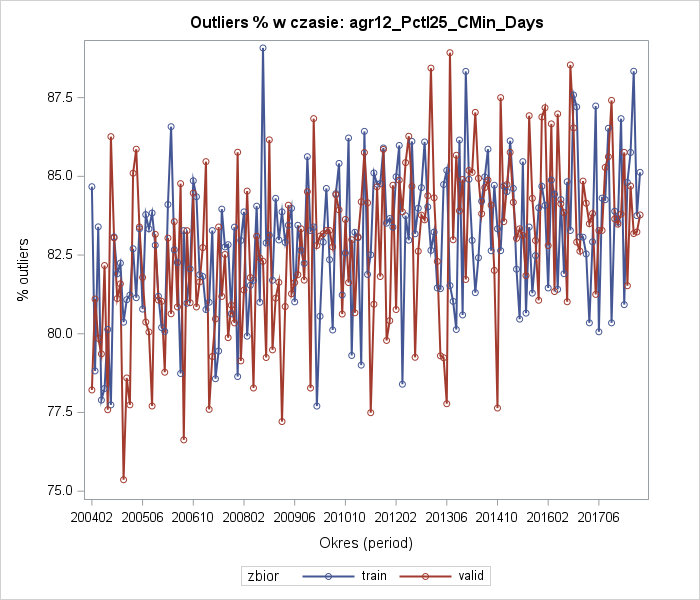 Outliers % w czasie: agr12_Pctl25_CMin_Days
% outliers
87.5
85.0
82.5
80.0
77.5
75.0
200402 200506 200610 200802 200906 201010 201202 201306 201410 201602 201706
Okres (period)
zbior train valid